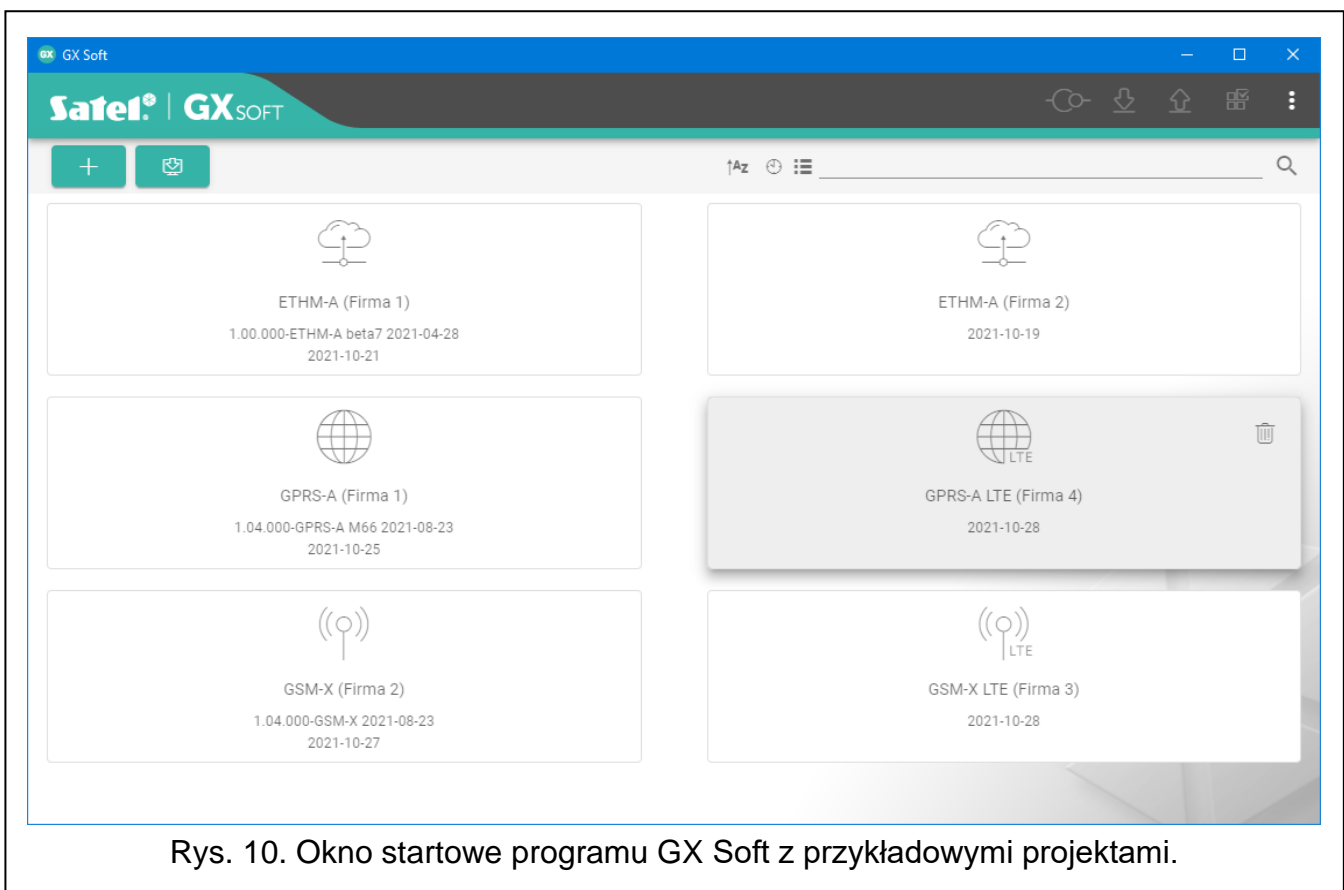 GX GX Soft
Satel® | GX SOFT
AZ
ETHM-A (Firma 1)
1.00.000-ETHM-A beta7 2021-04-28
2021-10-21
ETHM-A (Firma 2)
2021-10-19
GPRS-A (Firma 1)
1.04.000-GPRS-A M66 2021-08-23
2021-10-25
LTE
GPRS-A LTE (Firma 4)
2021-10-28
GSM-X (Firma 2)
1.04.000-GSM-X 2021-08-23
2021-10-27
LTE
GSM-X LTE (Firma 3)
2021-10-28
Rys. 10. Okno startowe programu GX Soft z przykładowymi projektami.